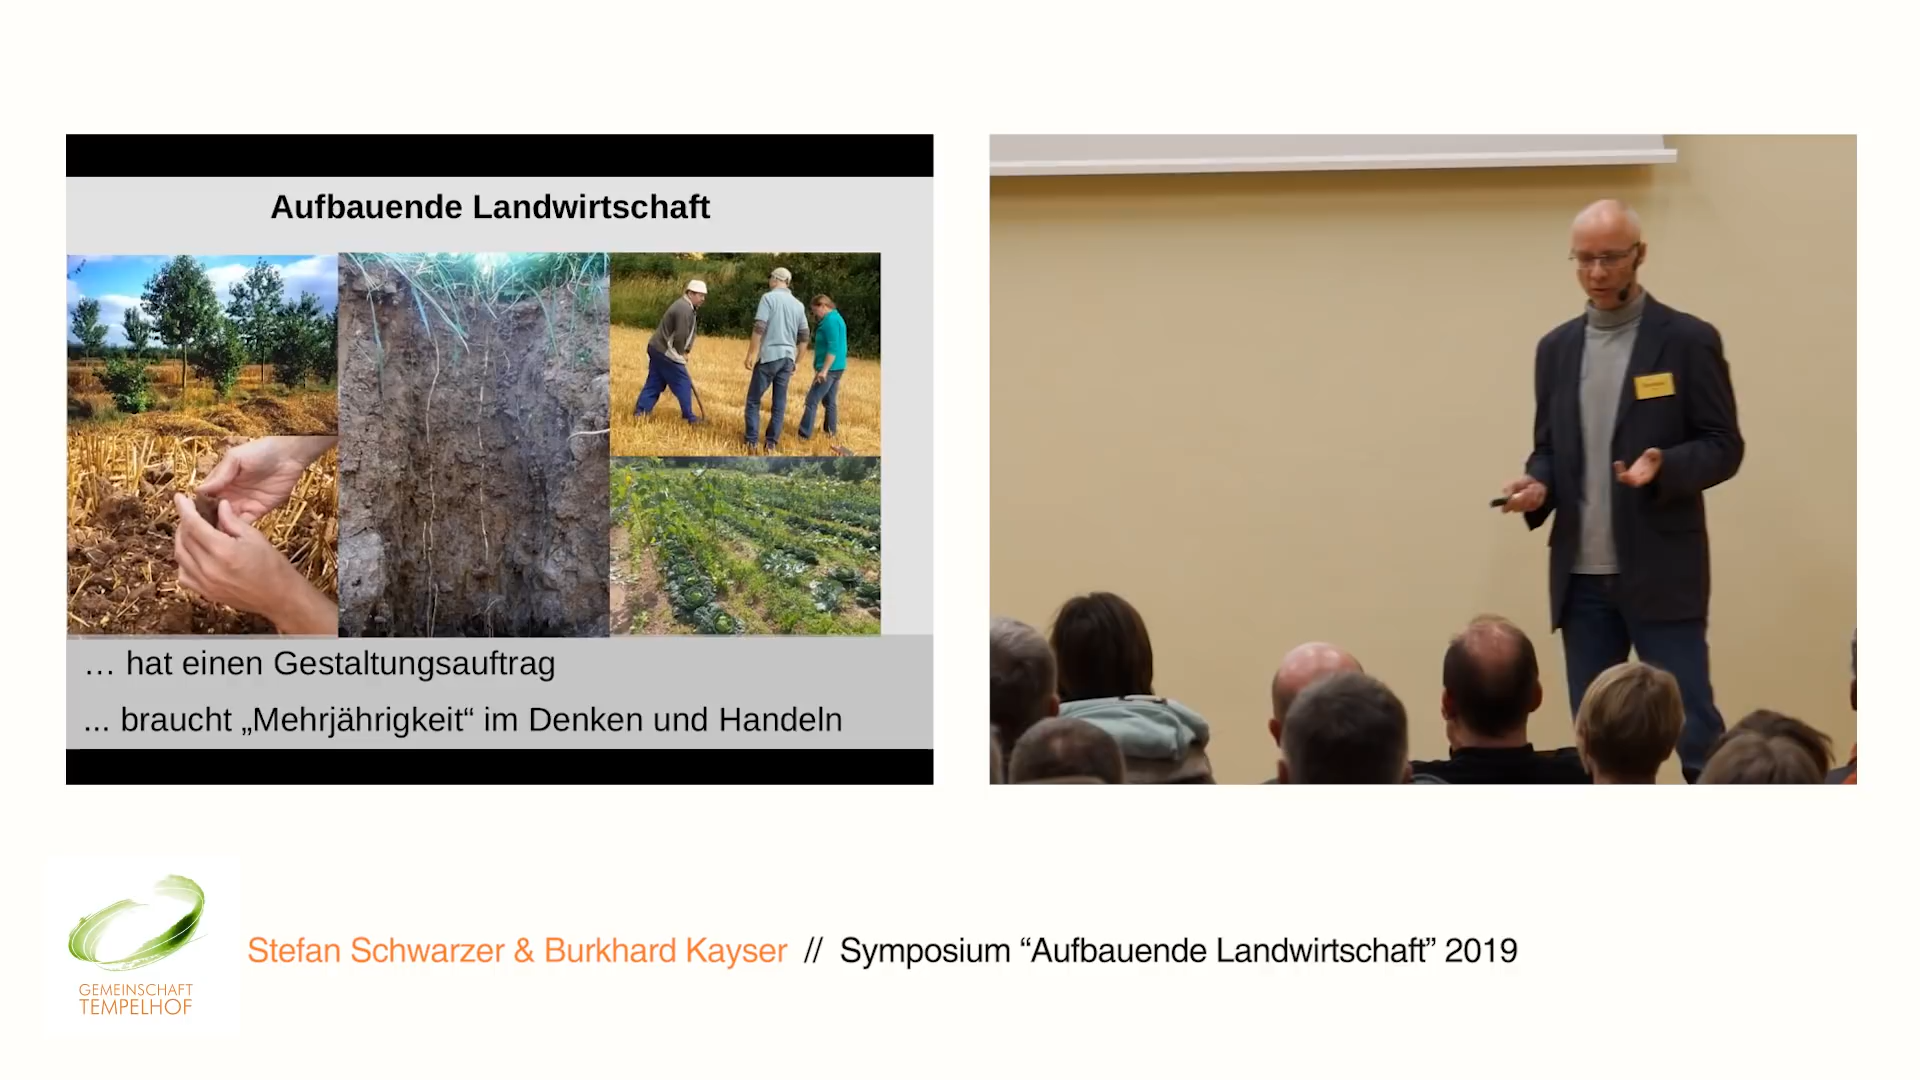 Aufbauende Landwirtschaft
… hat einen Gestaltungsauftrag
... braucht „Mehrjährigkeit“ im Denken und Handeln
GEMEINSCHAFT
TEMPELHOF
Stefan Schwarzer & Burkhard Kayser // Symposium “Aufbauende Landwirtschaft” 2019